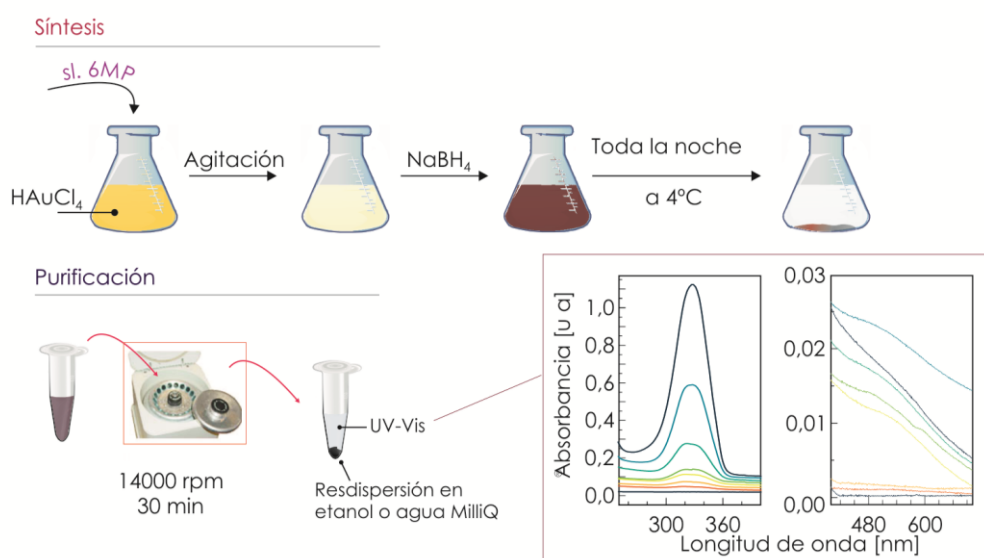 Síntesis
sl. 6MP
HAuCl4
Agitación
NaBH4
Toda la noche
a 4ºC
Purificación
14000 rpm
30 min
UV-Vis
Resdispersión en
etanol o agua MilliQ
Absorbancia [u a]
1,0
0,8
0,6
0,4
0,2
0,0
300 360
0,03
0,02
0,01
0,00
480 600
Longitud de onda [nm]